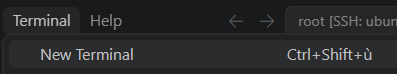 Terminal Help ← → root [SSH: ubun
New Terminal Ctrl+Shift+ù